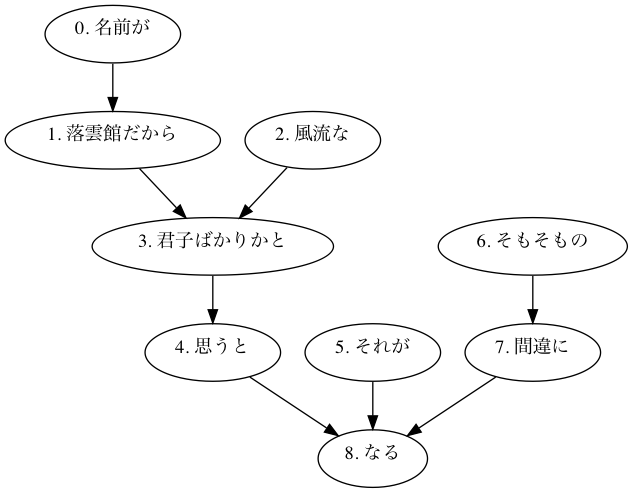 0. 名前が
1. 落雲館だから
2. 風流な
3. 君子ばかりかと
6. そもそもの
4. 思うと
5. それが
7. 間違に
8. なる